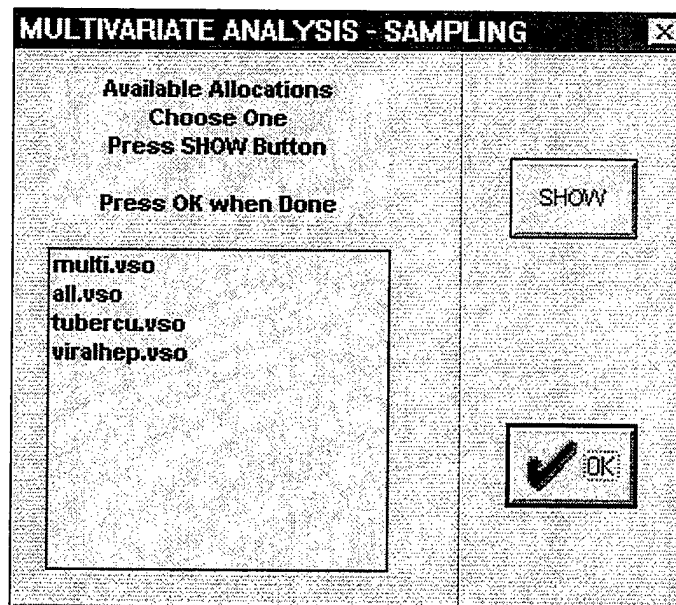 MULTIVARIATE ANALYSIS - SAMPLING
Available Allocations
Choose One
Press SHOW Button
Press OK when Done
SHOW
multi.vso
all.vso
tubercu.vso
viralhep.vso
OK